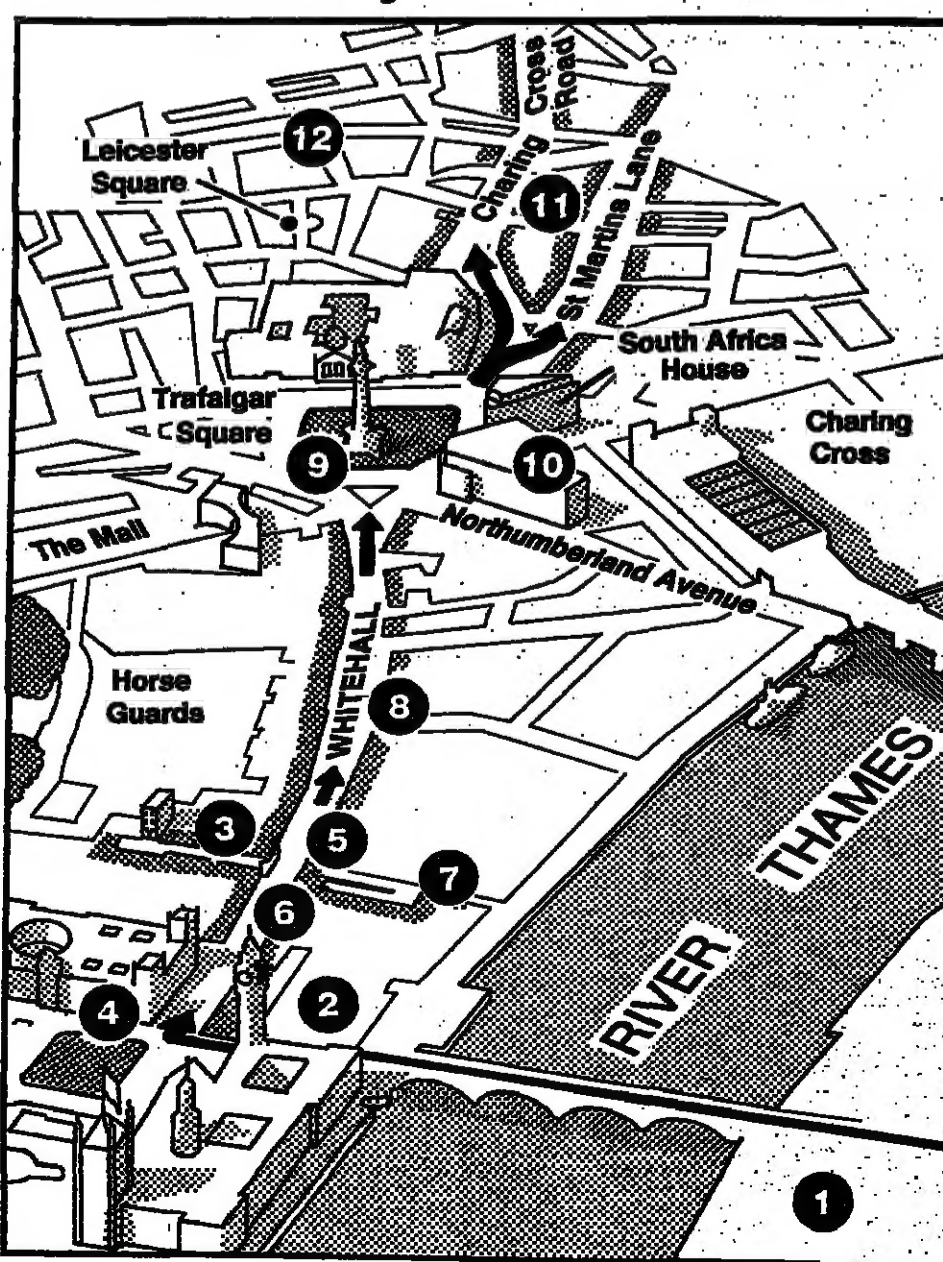 Charing
Cross
Road
St Martins Lane
12
Leicester
Square
11
South Africa
House
Trafalgar
Square
Charing
Cross
9
10
The Mall
Northumberland Avenue
Horse
Guards
WHITEHALL
8
RIVER THAMES
3
5
7
6
2
4
1